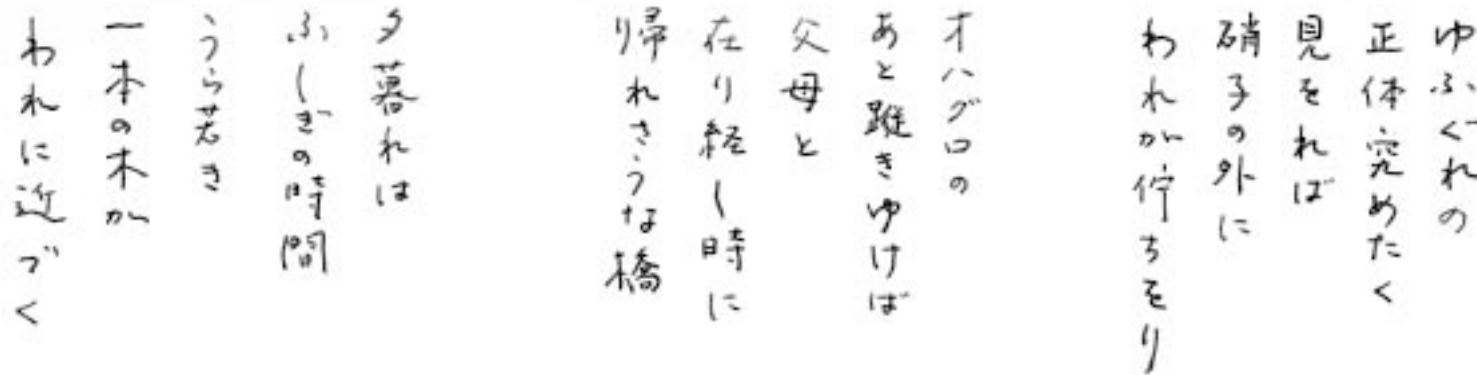 ゆふぐれの
正体究めたく
見をれば
硝子の外に
われが佇ちをり
オハグロの
あと蹤きゆけば
父母と
在り経し時に
帰れさうな橋
夕暮れは
ふしぎの時間
うら若き
一本の木が
われに近づく